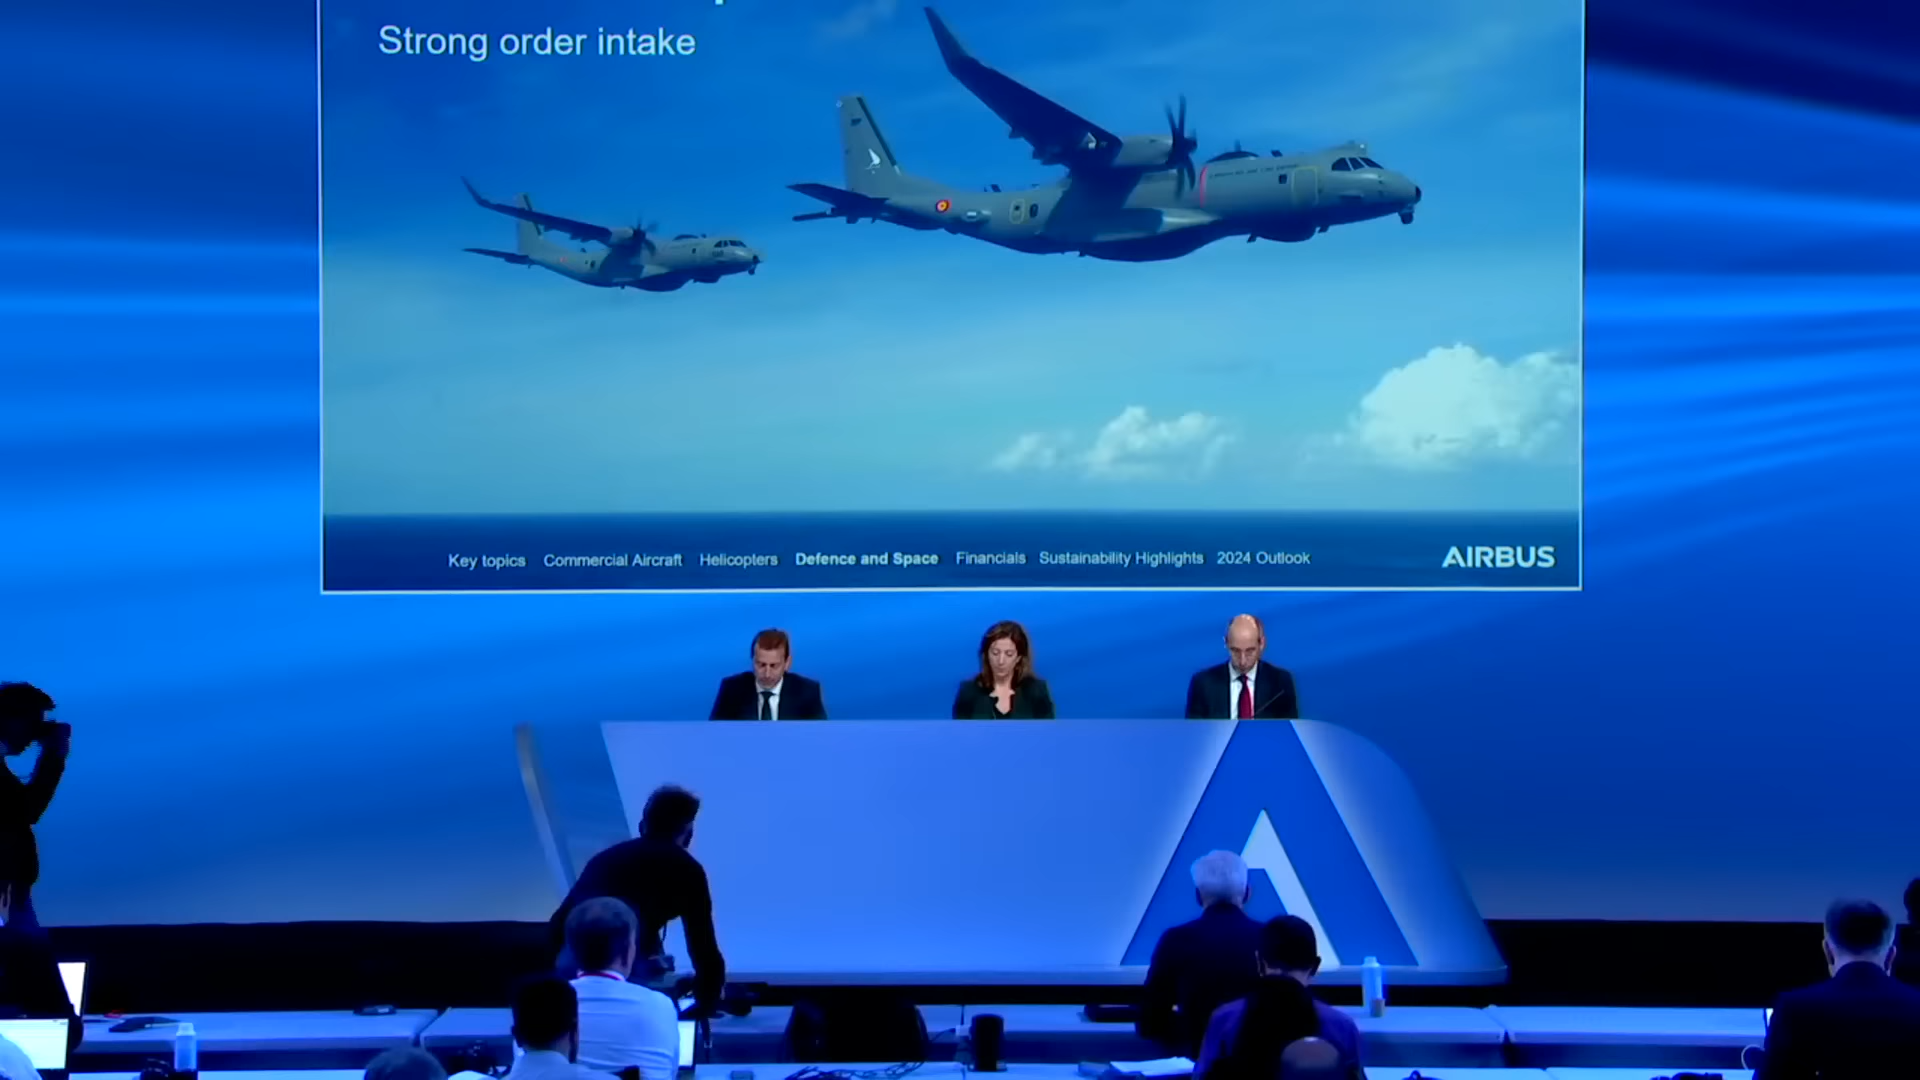 Strong order intake
Key topics Commercial Aircraft Helicopters Defence and Space Financials Sustainability Highlights 2024 Outlook
AIRBUS